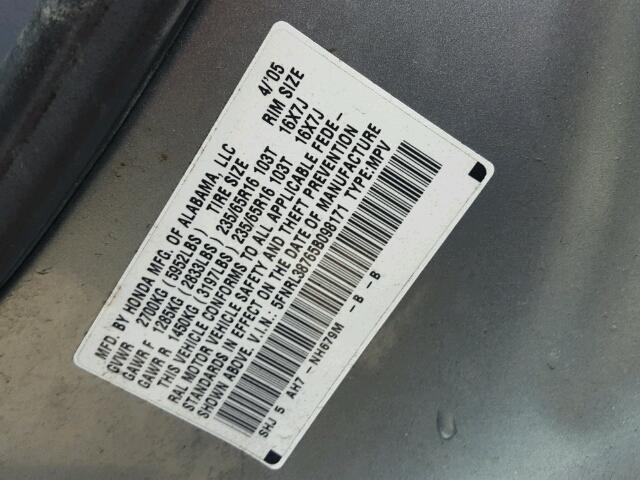 MFD. BY HONDA MFG. OF ALABAMA, LLC 4/'05
GVWR 2700KG (5952LBS) TIRE SIZE RIM SIZE
GAWR F 1285KG (2833LBS) 235/65R16 103T 16X7J
GAWR R 1450KG (3197LBS) 235/65R16 103T 16X7J
THIS VEHICLE CONFORMS TO ALL APPLICABLE FEDE-
RAL MOTOR VEHICLE SAFETY AND THEFT PREVENTION
STANDARDS IN EFFECT ON THE DATE OF MANUFACTURE
SHOWN ABOVE. V.I.N.: 5FNRL38765B098171 TYPE:MPV
SHJ 5 AH7 - NH679M - B - B